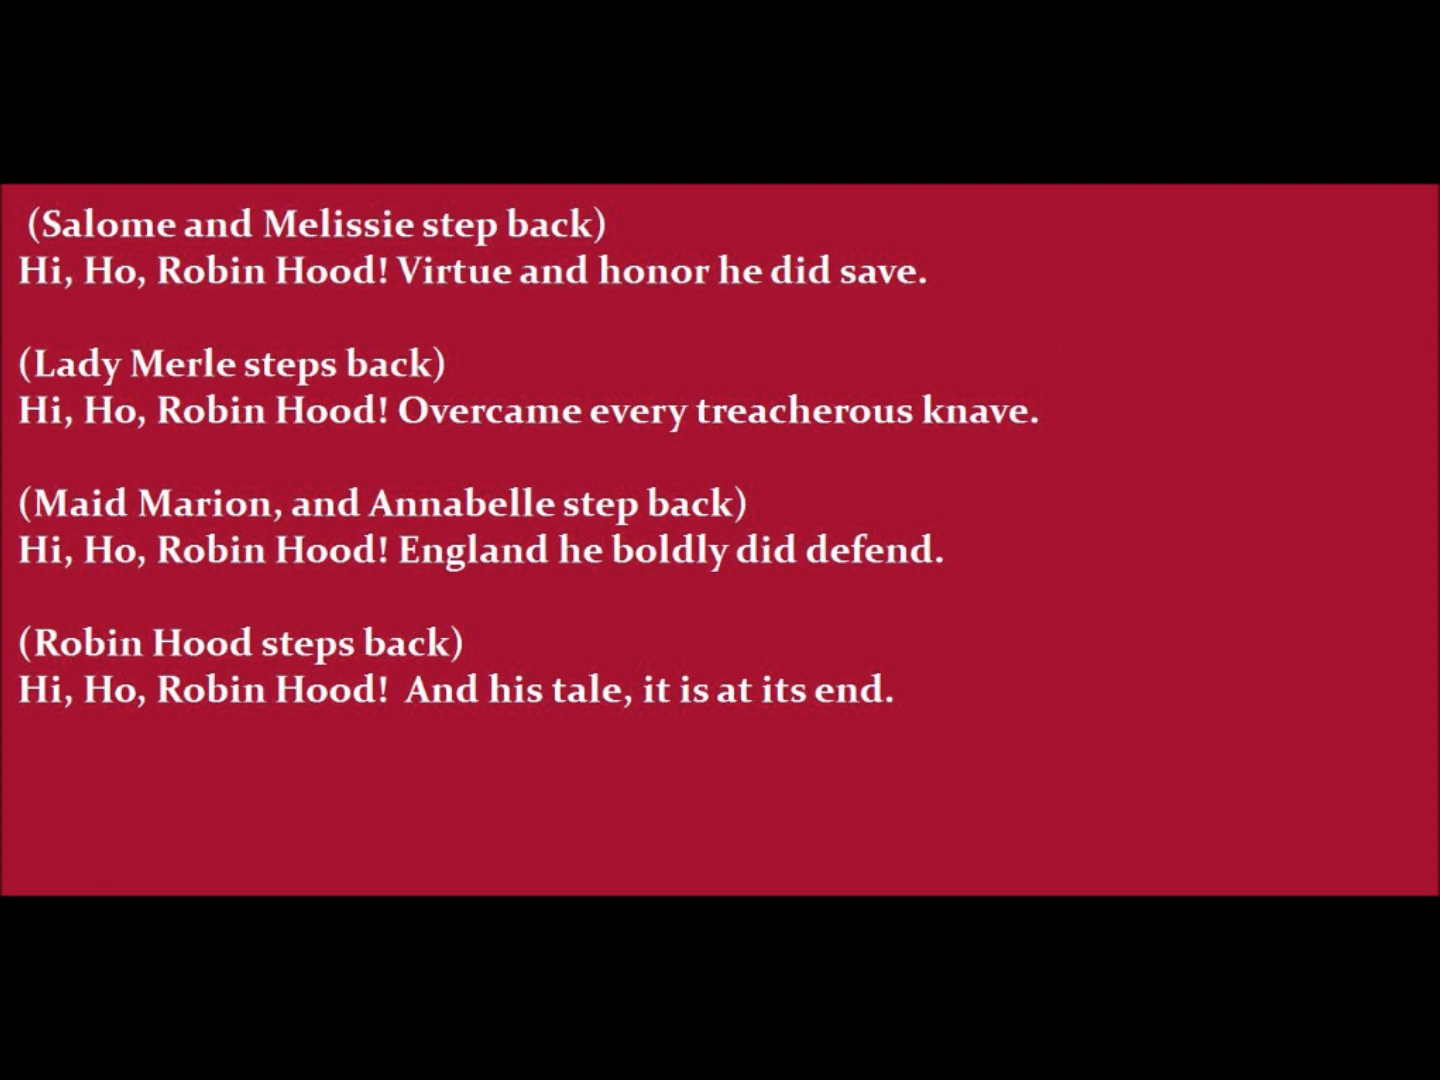 (Salome and Melissie step back)
Hi, Ho, Robin Hood! Virtue and honor he did save.
(Lady Merle steps back)
Hi, Ho, Robin Hood! Overcame every treacherous knave.
(Maid Marion, and Annabelle step back)
Hi, Ho, Robin Hood! England he boldly did defend.
(Robin Hood steps back)
Hi, Ho, Robin Hood! And his tale, it is at its end.